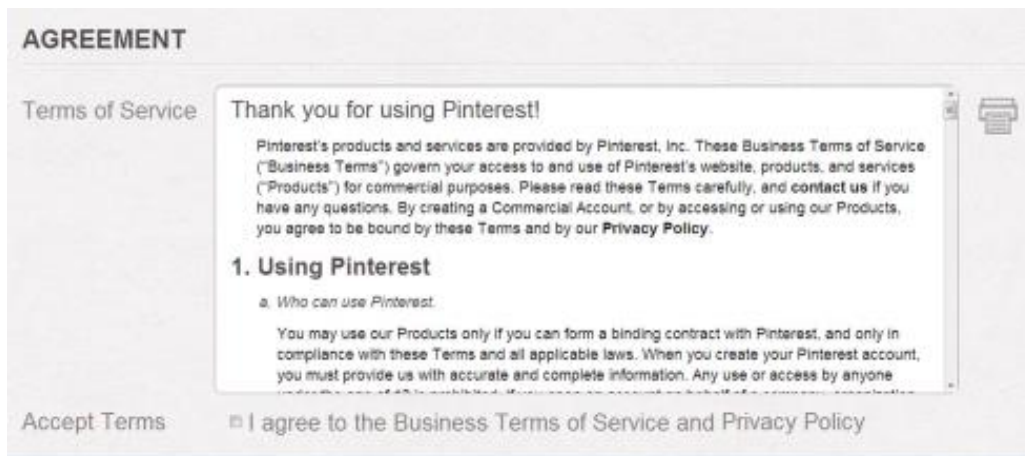 AGREEMENT
Terms of Service
Thank you for using Pinterest!
Pinterest's products and services are provided by Pinterest, Inc. These Business Terms of Service
("Business Terms") govern your access to and use of Pinterest's website, products, and services
("Products") for commercial purposes. Please read these Terms carefully, and contact us if you
have any questions. By creating a Commercial Account, or by accessing or using our Products,
you agree to be bound by these Terms and by our Privacy Policy.
1. Using Pinterest
a. Who can use Pinterest.
You may use our Products only if you can form a binding contract with Pinterest, and only in
compliance with these Terms and all applicable laws. When you create your Pinterest account,
you must provide us with accurate and complete information. Any use or access by anyone
Accept Terms
I agree to the Business Terms of Service and Privacy Policy